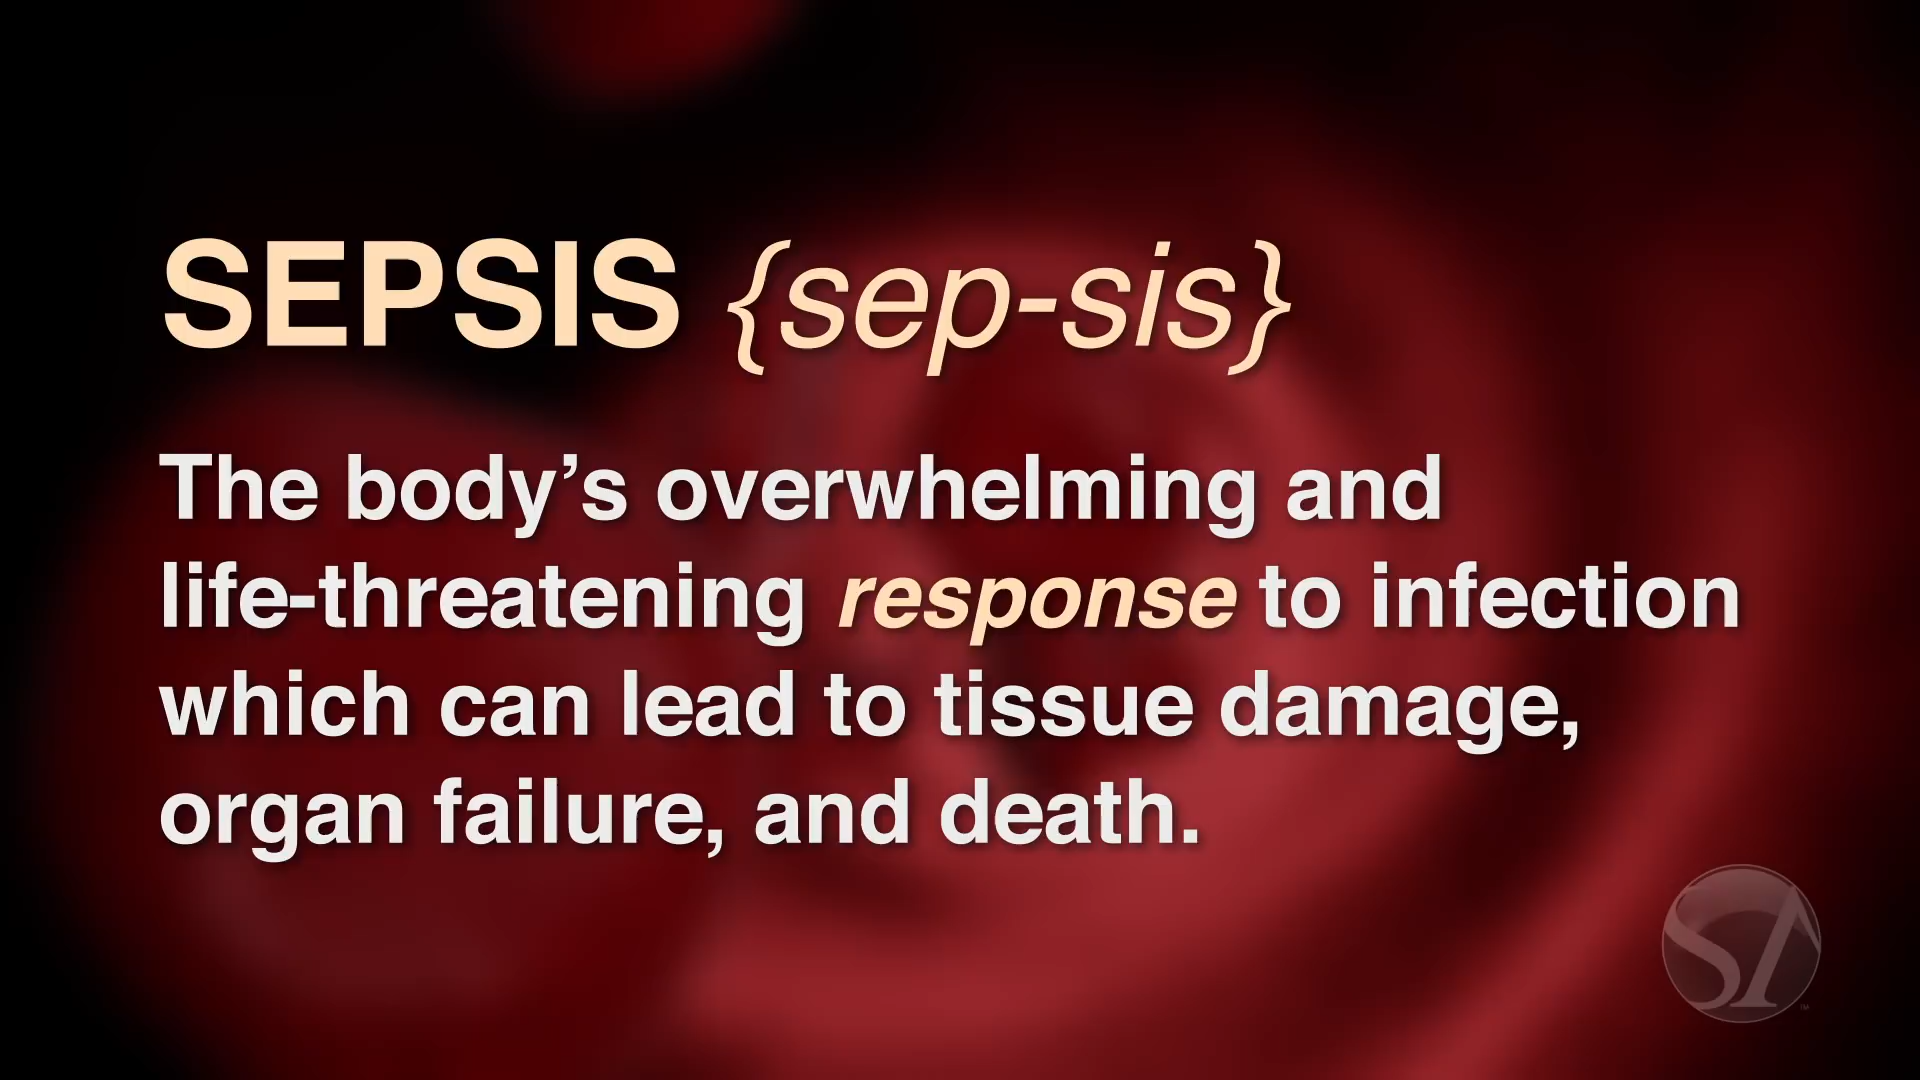 SEPSIS {sep-sis}
The body’s overwhelming and
life-threatening response to infection
which can lead to tissue damage,
organ failure, and death.
SA